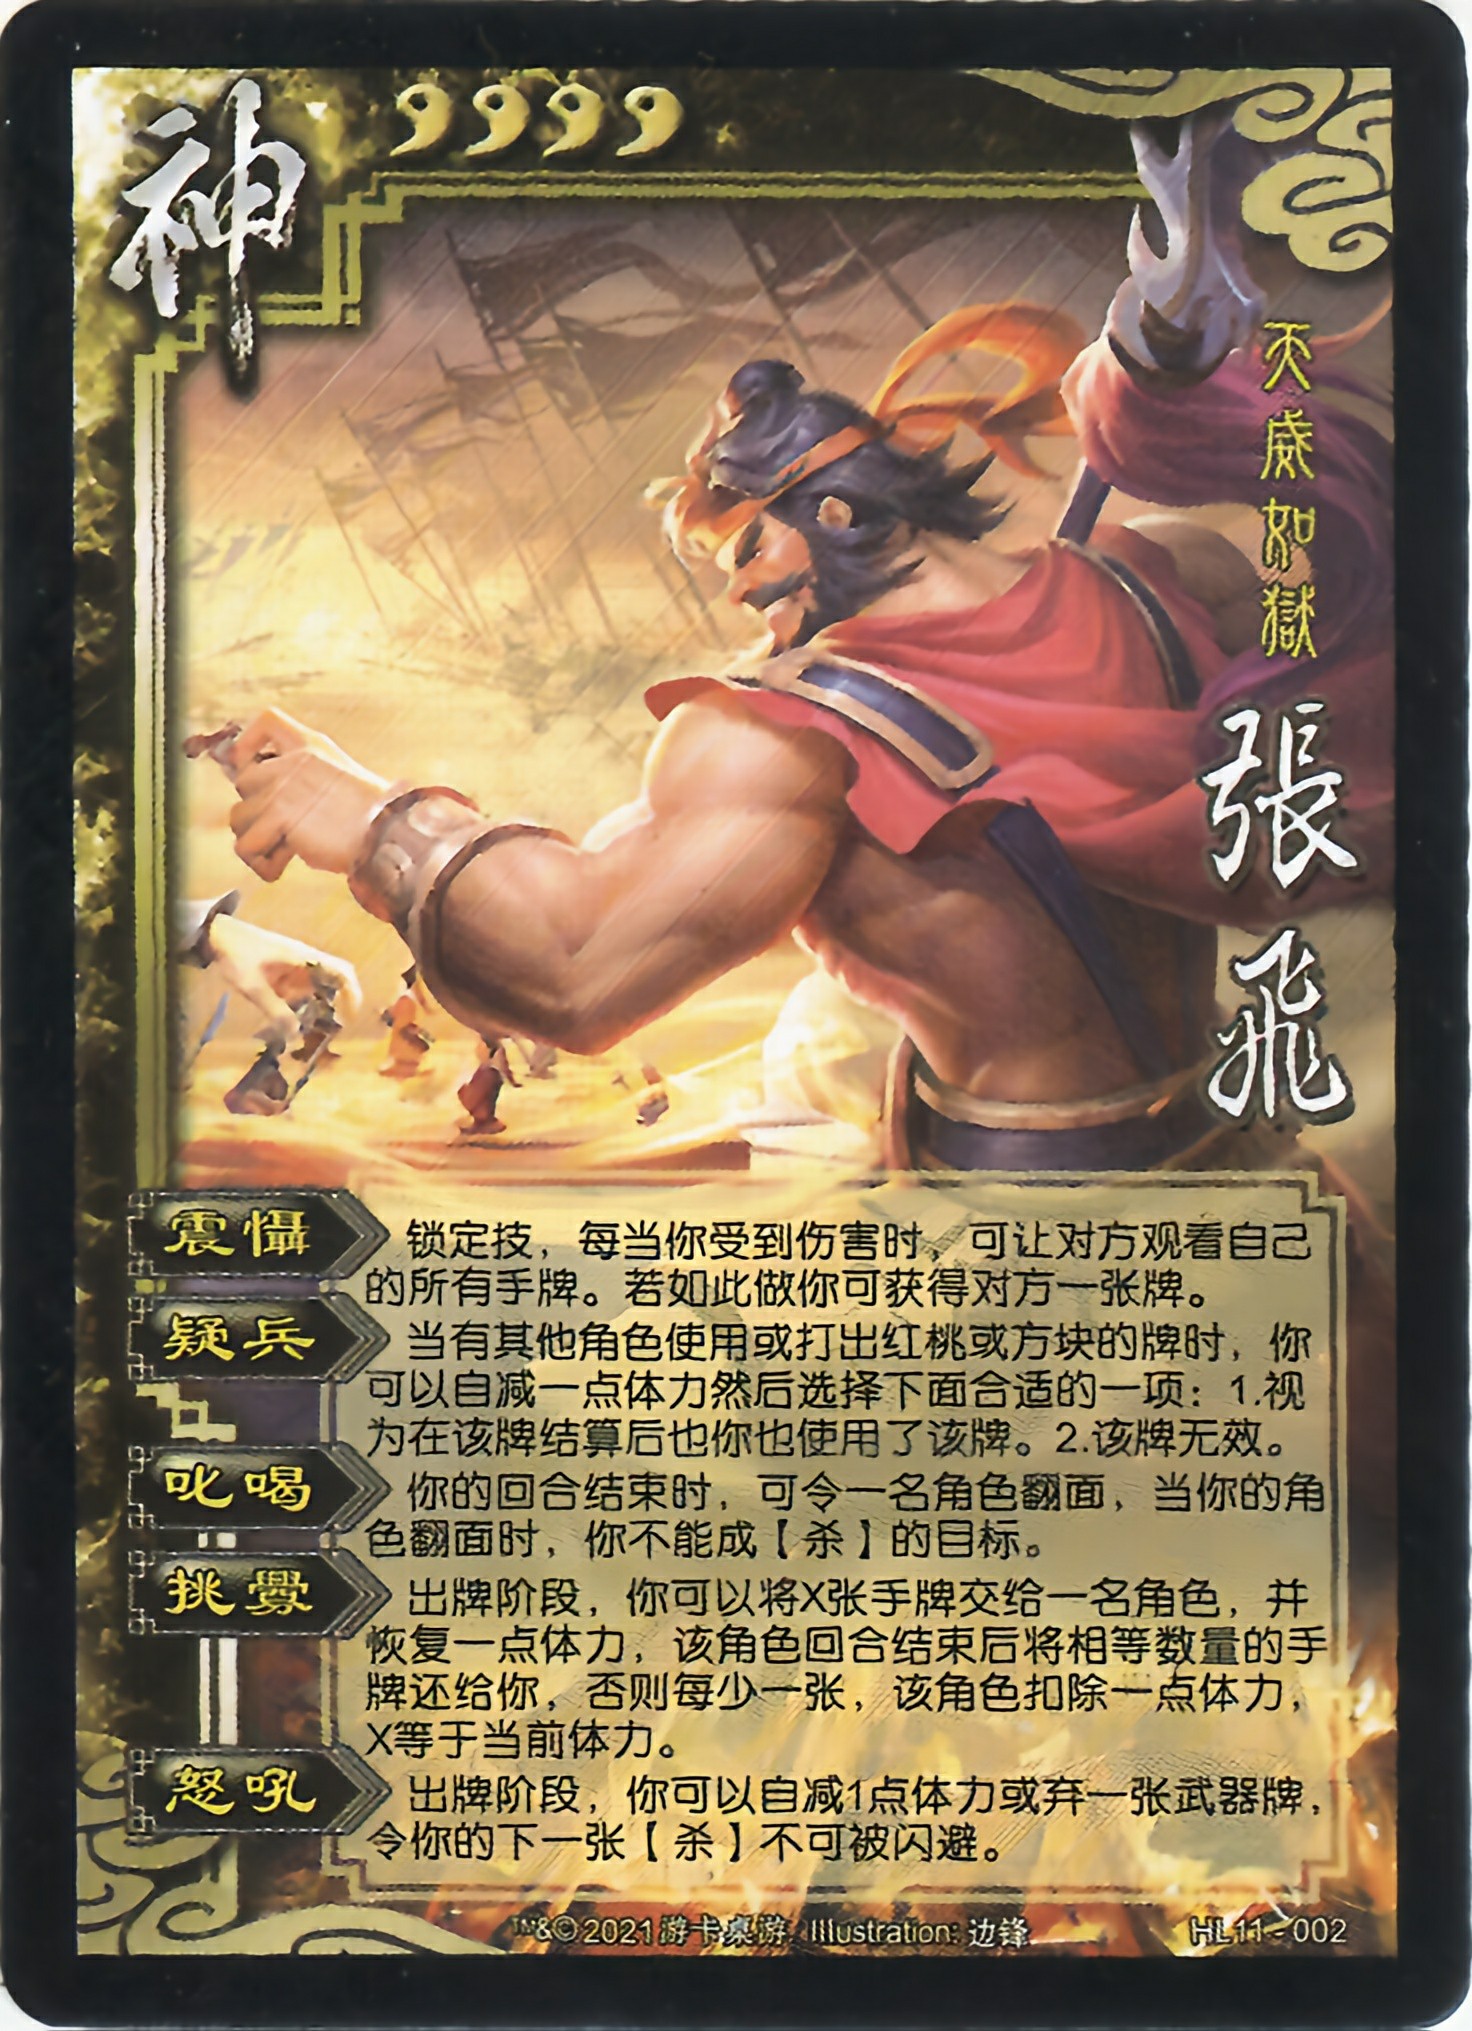 神
天威如獄
張飛
震懾
锁定技，每当你受到伤害时，可让对方观看自己
的所有手牌。若如此做你可获得对方一张牌。
疑兵
当有其他角色使用或打出红桃或方块的牌时，你
可以自减一点体力然后选择下面合适的一项：1.视
为在该牌结算后也你也使用了该牌。2.该牌无效。
叱喝
你的回合结束时，可令一名角色翻面，当你的角
色翻面时，你不能成【杀】的目标。
挑釁
出牌阶段，你可以将X张手牌交给一名角色，并
恢复一点体力，该角色回合结束后将相等数量的手
牌还给你，否则每少一张，该角色扣除一点体力，
X等于当前体力。
怒吼
出牌阶段，你可以自减1点体力或弃一张武器牌，
令你的下一张【杀】不可被闪避。
™&©2021游卡桌游. Illustration: 边锋
HL11-002